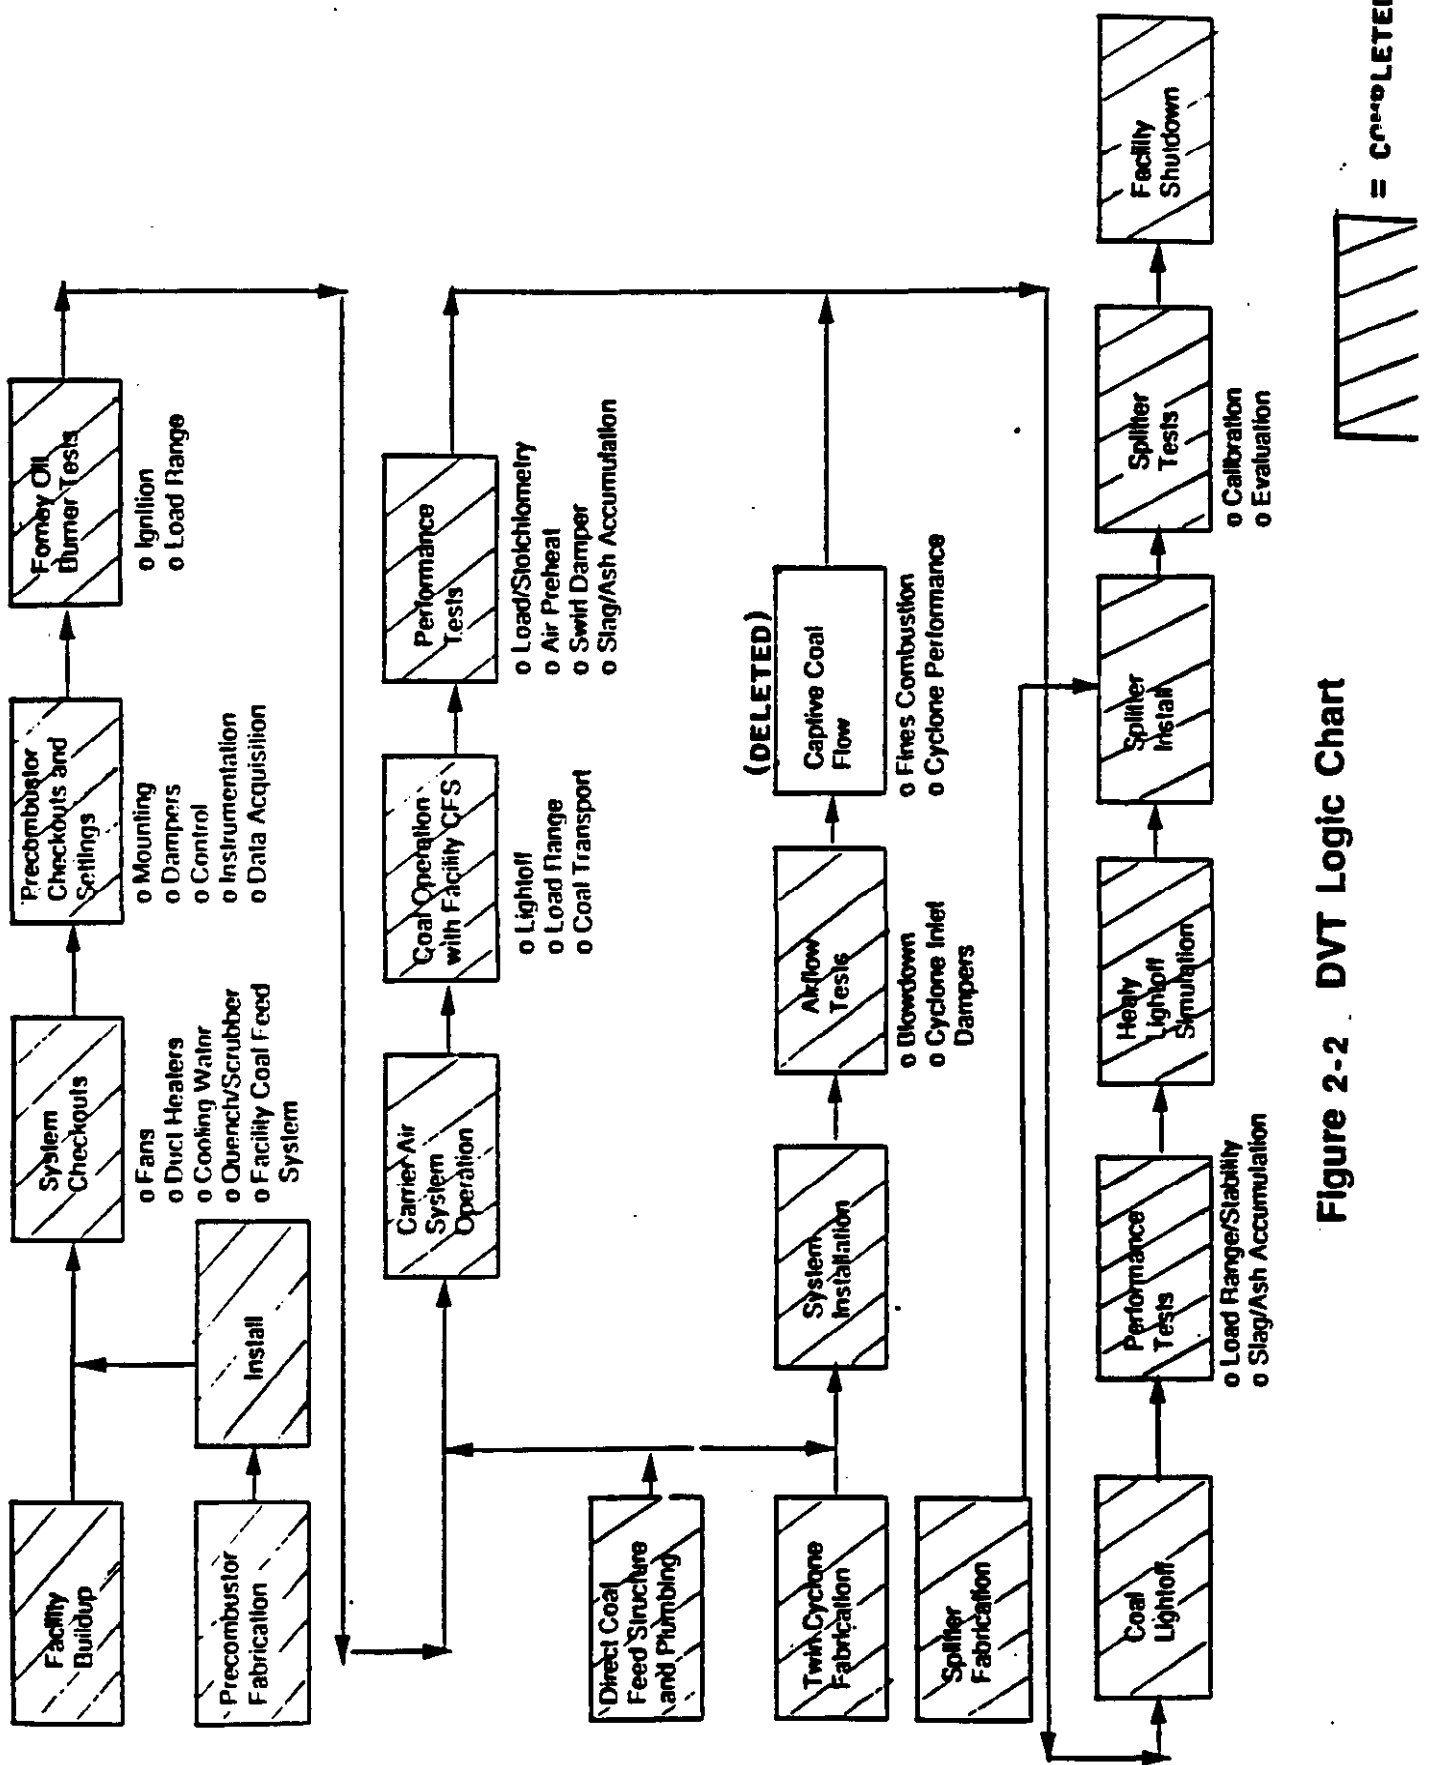 Facility
Buildup
System
Checkouts
o Fans
o Duct Heaters
o Cooling Water
o Quench/Scrubber
o Facility Coal Feed
System
Precombustor
Checkouts and
Settings
o Mounting
o Dampers
o Control
o Instrumentation
o Data Acquisition
Forney Oil
Burner Tests
o Ignition
o Load Range
Precombustor
Fabrication
Install
Carrier Air
System
Operation
Coal Operation
with Facility CFS
o Lightoff
o Load Range
o Coal Transport
Performance
Tests
o Load/Stoichiometry
o Air Preheat
o Swirl Damper
o Slag/Ash Accumulation
Direct Coal
Feed Structure
and Plumbing
Twin Cyclone
Fabrication
System
Installation
Airflow
Tests
o Blowdown
o Cyclone Inlet
Dampers
(DELETED)
Captive Coal
Flow
o Fines Combustion
o Cyclone Performance
Splitter
Fabrication
Coal
Lightoff
Performance
Tests
o Load Range/Stability
o Slag/Ash Accumulation
Healy
Lightoff
Simulation
Splitter
Install
Splitter
Tests
o Calibration
o Evaluation
Facility
Shutdown
= COMPLETED
Figure 2-2 DVT Logic Chart